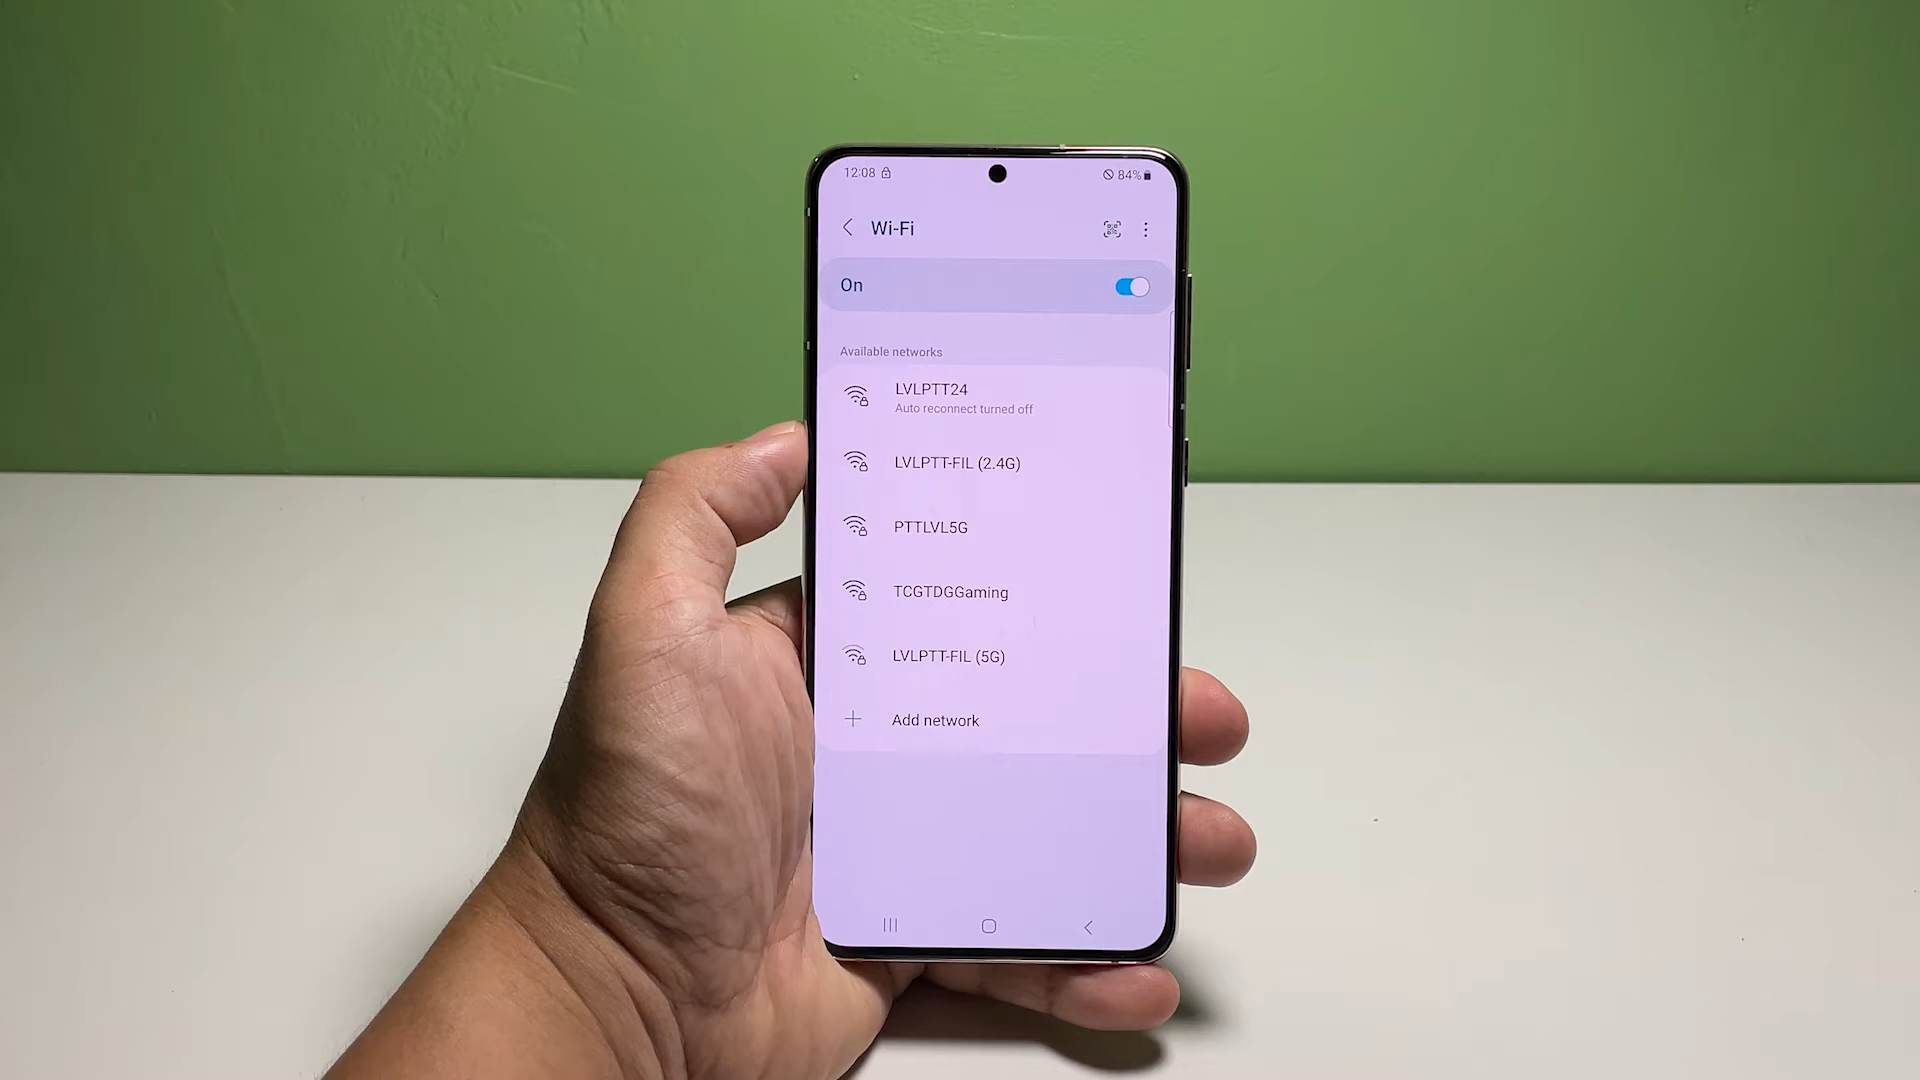 12:08
84%
Wi-Fi
On
Available networks
LVLPTT24
Auto reconnect turned off
LVLPTT-FIL (2.4G)
PTTLVL5G
TCGTDGGaming
LVLPTT-FIL (5G)
Add network